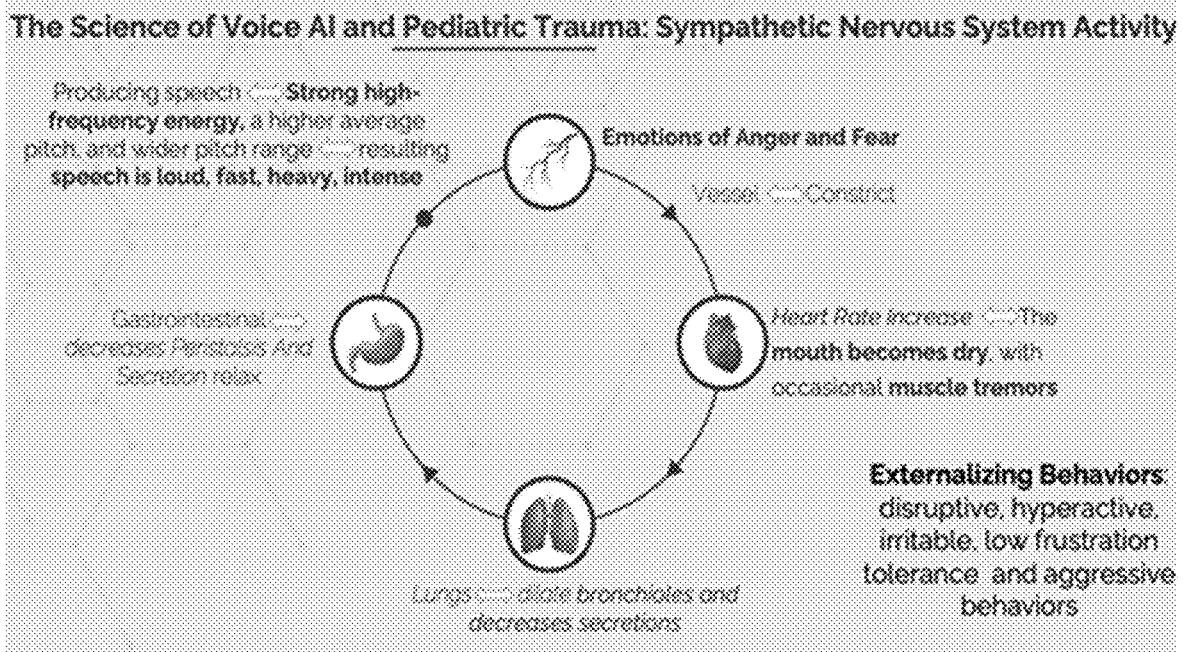 The Science of Voice AI and Pediatric Trauma: Sympathetic Nervous System Activity
Producing speech Strong high-
frequency energy, a higher average
pitch, and wider pitch range resulting
speech is loud, fast, heavy, intense
Emotions of Anger and Fear
Vessel Constrict
Heart Rate Increase The
mouth becomes dry, with
occasional muscle tremors
Gastrointestinal
decreases Peristalsis And
Secretion relax
Lungs dilate bronchioles and
decreases secretions
Externalizing Behaviors:
disruptive, hyperactive,
irritable, low frustration
tolerance and aggressive
behaviors